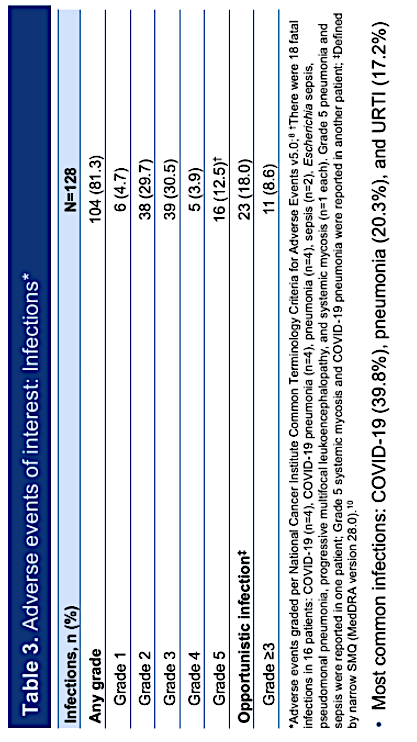 Table 3. Adverse events of interest: Infections*
Infections, n (%) N=128
Any grade 104 (81.3)
Grade 1 6 (4.7)
Grade 2 38 (29.7)
Grade 3 39 (30.5)
Grade 4 5 (3.9)
Grade 5 16 (12.5)†
Opportunistic infection‡ 23 (18.0)
Grade ≥3 11 (8.6)
*Adverse events graded per National Cancer Institute Common Terminology Criteria for Adverse Events v5.0;⁸ †There were 18 fatal
infections in 16 patients: COVID-19 (n=4), COVID-19 pneumonia (n=4), pneumonia (n=4), sepsis (n=2), Escherichia sepsis,
pseudomonal pneumonia, progressive multifocal leukoencephalopathy, and systemic mycosis (n=1 each). Grade 5 pneumonia and
sepsis were reported in one patient; Grade 5 systemic mycosis and COVID-19 pneumonia were reported in another patient; ‡Defined
by narrow SMQ (MedDRA version 28.0).¹⁰
• Most common infections: COVID-19 (39.8%), pneumonia (20.3%), and URTI (17.2%)